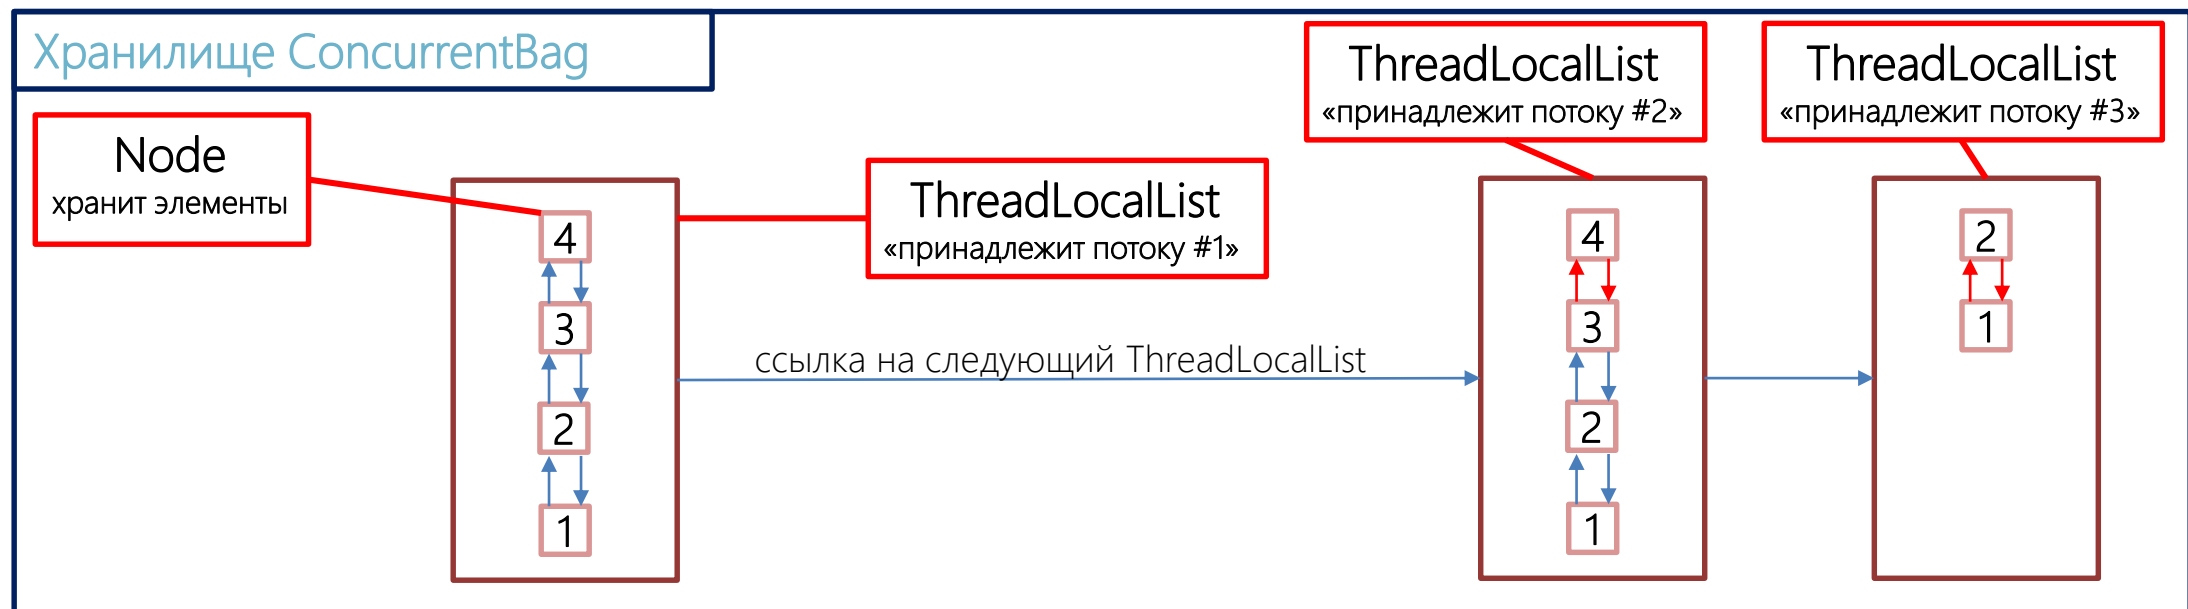 Хранилище ConcurrentBag
Node
хранит элементы
ThreadLocalList
«принадлежит потоку #1»
ThreadLocalList
«принадлежит потоку #2»
ThreadLocalList
«принадлежит потоку #3»
4
3
2
1
ссылка на следующий ThreadLocalList
4
3
2
1
2
1